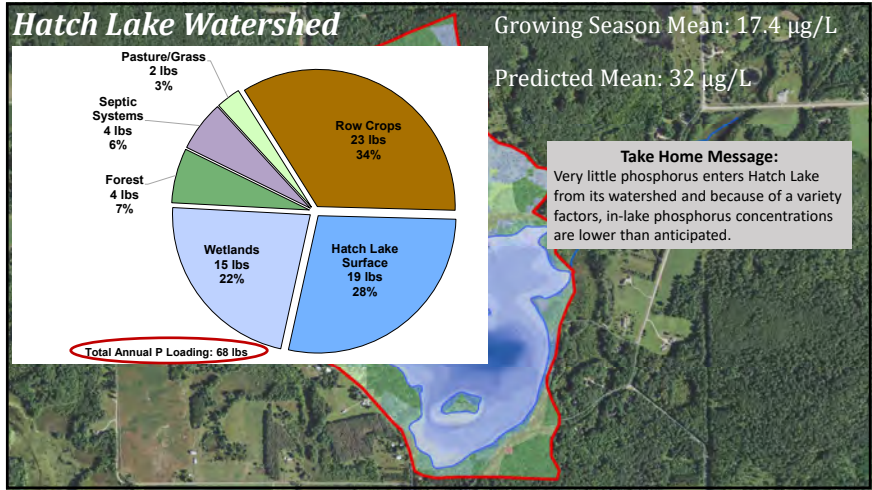 Hatch Lake Watershed
Growing Season Mean: 17.4 µg/L
Predicted Mean: 32 µg/L
Pasture/Grass
2 lbs
3%
Septic
Systems
4 lbs
6%
Forest
4 lbs
7%
Row Crops
23 lbs
34%
Wetlands
15 lbs
22%
Hatch Lake
Surface
19 lbs
28%
Total Annual P Loading: 68 lbs
Take Home Message:
Very little phosphorus enters Hatch Lake
from its watershed and because of a variety
factors, in-lake phosphorus concentrations
are lower than anticipated.